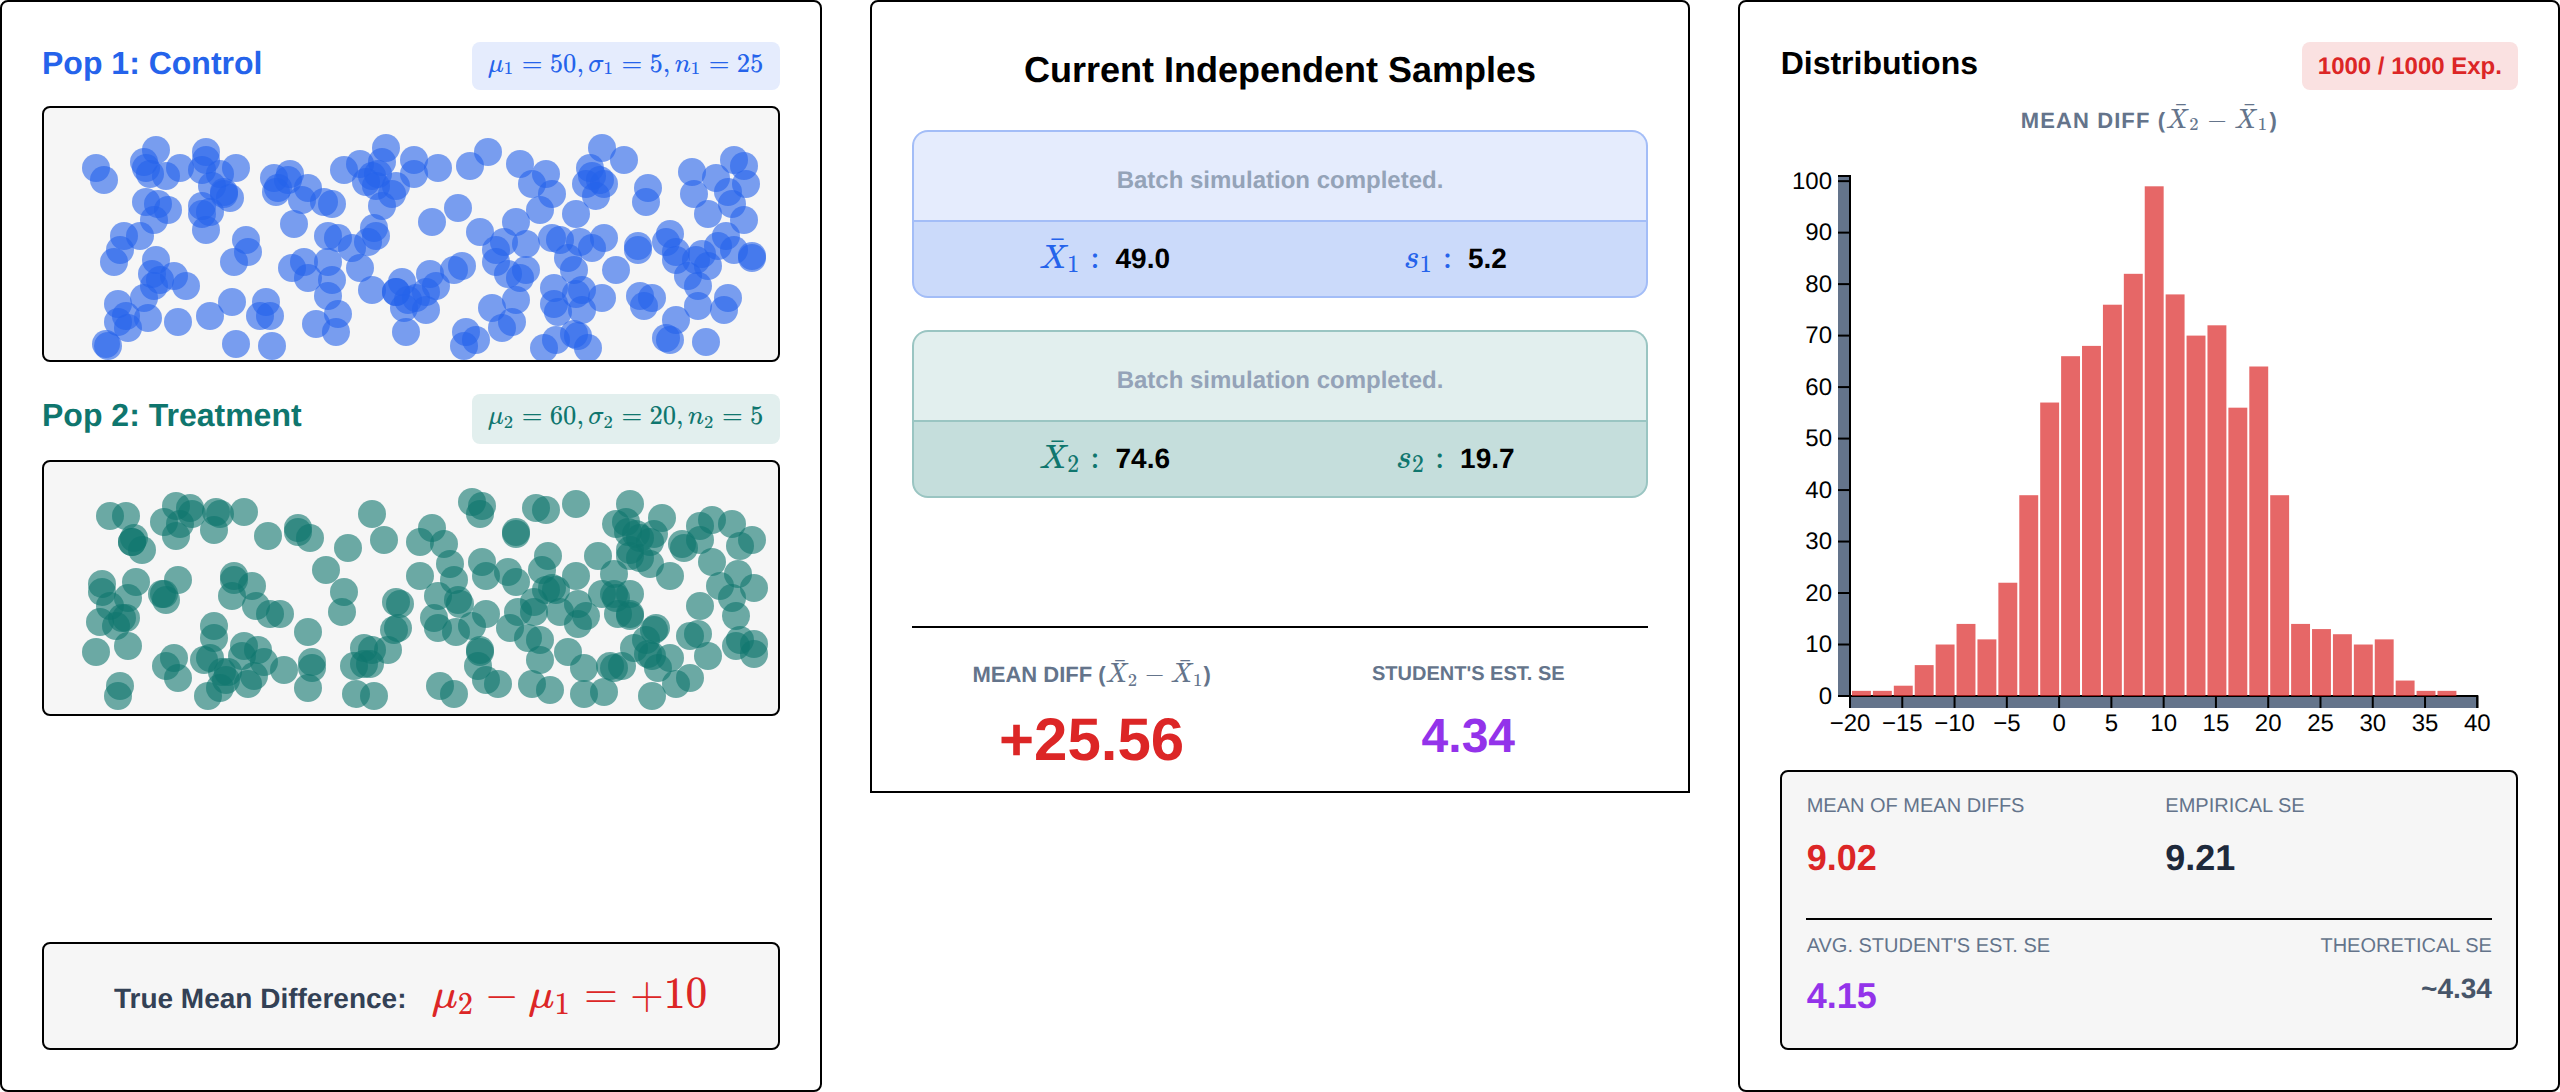 Pop 1: Control
μ₁ = 50, σ₁ = 5, n₁ = 25
Pop 2: Treatment
μ₂ = 60, σ₂ = 20, n₂ = 5
True Mean Difference: μ₂ − μ₁ = +10
Current Independent Samples
Batch simulation completed.
X̄₁ : 49.0 s₁ : 5.2
Batch simulation completed.
X̄₂ : 74.6 s₂ : 19.7
MEAN DIFF (X̄₂ − X̄₁) STUDENT'S EST. SE
+25.56 4.34
Distributions
1000 / 1000 Exp.
MEAN DIFF (X̄₂ − X̄₁)
100
90
80
70
60
50
40
30
20
10
0
−20 −15 −10 −5 0 5 10 15 20 25 30 35 40
MEAN OF MEAN DIFFS EMPIRICAL SE
9.02 9.21
AVG. STUDENT'S EST. SE THEORETICAL SE
4.15 ~4.34